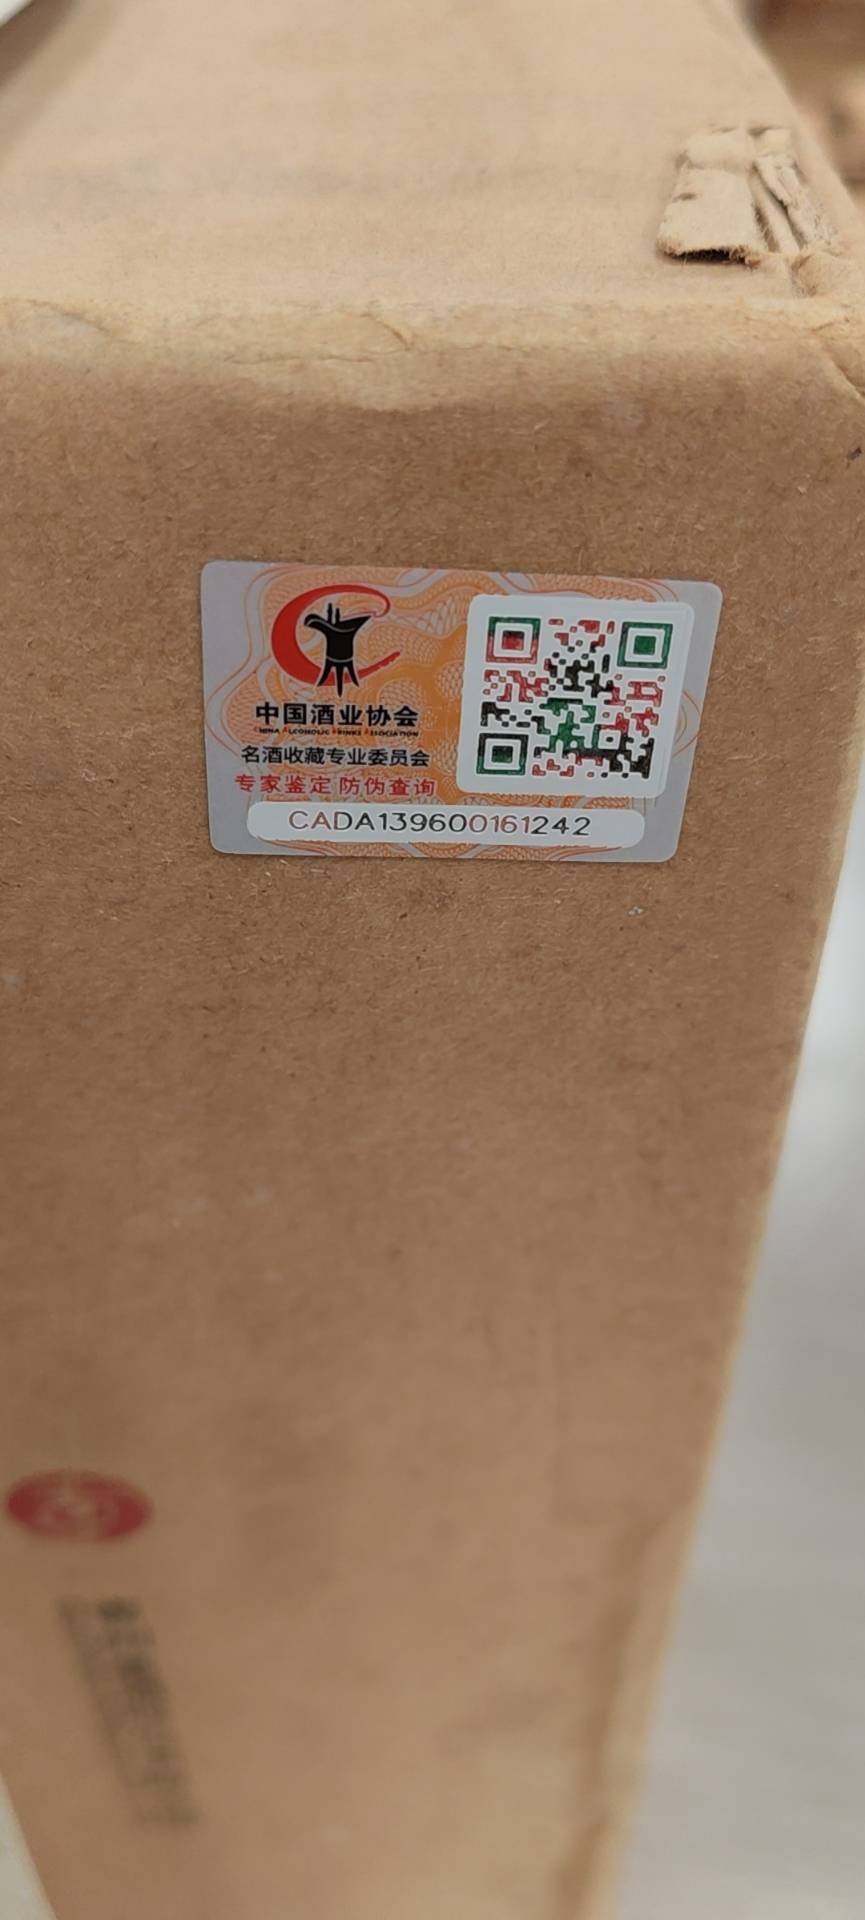 中国酒业协会
CHINA ALCOHOLIC DRINKS ASSOCIATION
名酒收藏专业委员会
专家鉴定 防伪查询
CADA139600161242